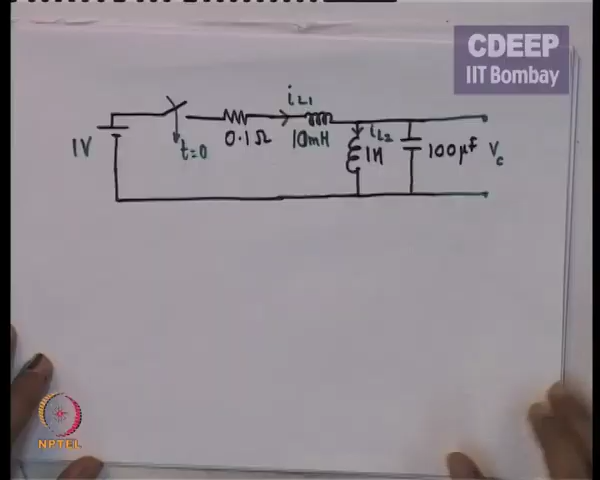 CDEEP
IIT Bombay
1V
t=0
0.1Ω
iL1
10mH
iL2
1H
100μf
Vc
NPTEL